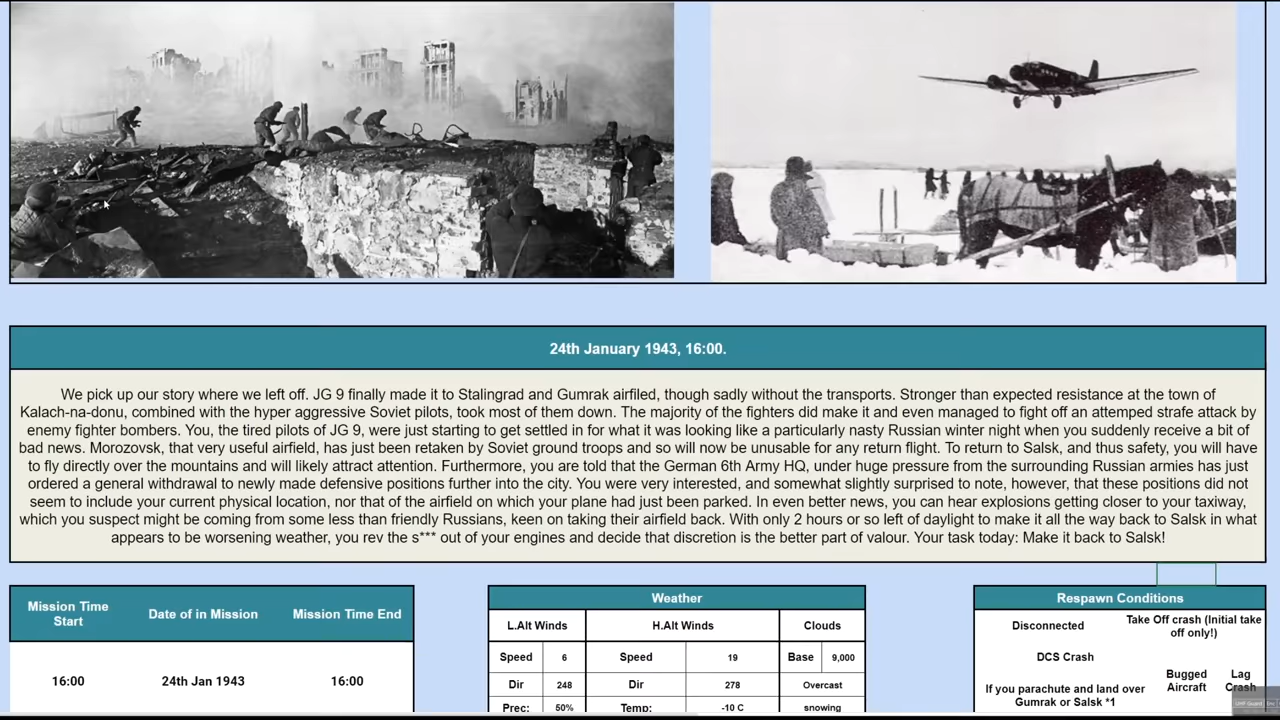 24th January 1943, 16:00.
We pick up our story where we left off. JG 9 finally made it to Stalingrad and Gumrak airfiled, though sadly without the transports. Stronger than expected resistance at the town of
Kalach-na-donu, combined with the hyper aggressive Soviet pilots, took most of them down. The majority of the fighters did make it and even managed to fight off an attemped strafe attack by
enemy fighter bombers. You, the tired pilots of JG 9, were just starting to get settled in for what it was looking like a particularly nasty Russian winter night when you suddenly receive a bit of
bad news. Morozovsk, that very useful airfield, has just been retaken by Soviet ground troops and so will now be unusable for any return flight. To return to Salsk, and thus safety, you will have
to fly directly over the mountains and will likely attract attention. Furthermore, you are told that the German 6th Army HQ, under huge pressure from the surrounding Russian armies has just
ordered a general withdrawal to newly made defensive positions further into the city. You were very interested, and somewhat slightly surprised to note, however, that these positions did not
seem to include your current physical location, nor that of the airfield on which your plane had just been parked. In even better news, you can hear explosions getting closer to your taxiway,
which you suspect might be coming from some less than friendly Russians, keen on taking their airfield back. With only 2 hours or so left of daylight to make it all the way back to Salsk in what
appears to be worsening weather, you rev the s*** out of your engines and decide that discretion is the better part of valour. Your task today: Make it back to Salsk!
Mission Time Start
Date of in Mission
Mission Time End
16:00
24th Jan 1943
16:00
Weather
L.Alt Winds
H.Alt Winds
Clouds
Speed 6 Speed 19 Base 9,000
Dir 248 Dir 278 Overcast
Prec: 50% Temp: -10 C snowing
Respawn Conditions
Disconnected
Take Off crash (Initial take
off only!)
DCS Crash
If you parachute and land over
Gumrak or Salsk *1
Bugged
Aircraft
Lag
Crash
UHF Guard